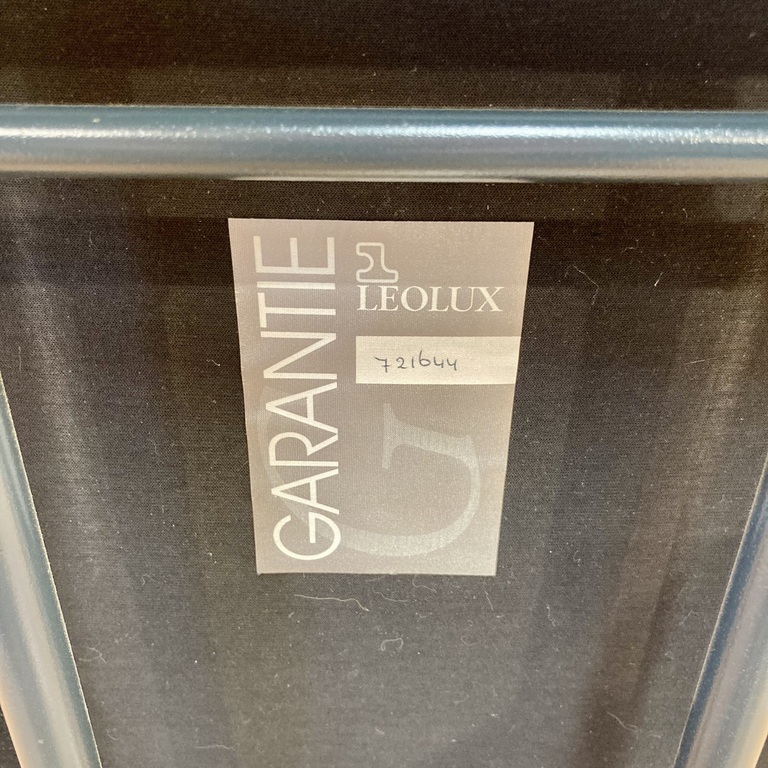 GARANTIE
LEOLUX
721644
G